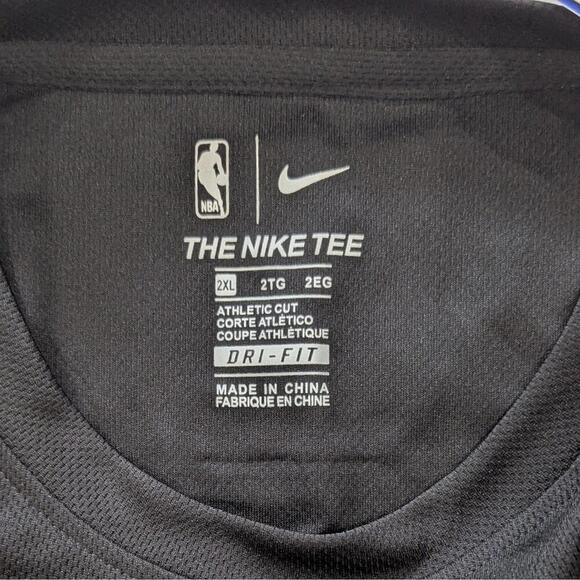 NBA
THE NIKE TEE
2XL 2TG 2EG
ATHLETIC CUT
CORTE ATLÉTICO
COUPE ATHLÉTIQUE
DRI-FIT
MADE IN CHINA
FABRIQUE EN CHINE